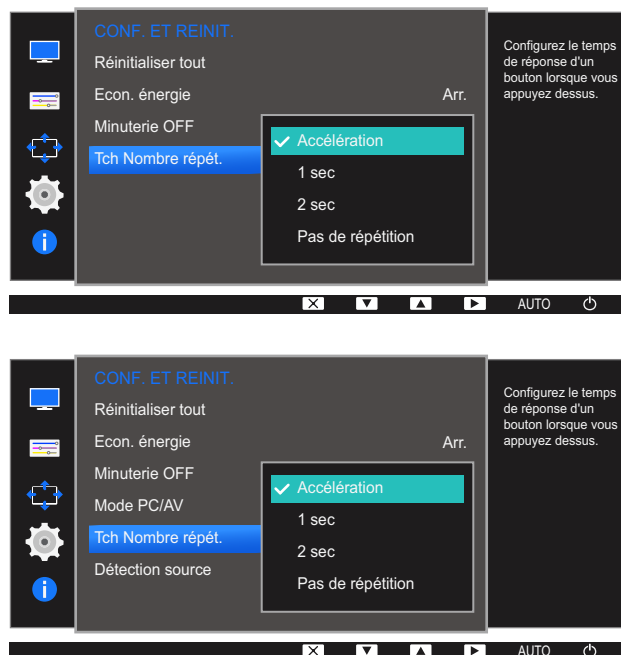 CONF. ET REINIT.
Réinitialiser tout
Econ. énergie Arr.
Minuterie OFF
Tch Nombre répét.
Accélération
1 sec
2 sec
Pas de répétition
Configurez le temps
de réponse d'un
bouton lorsque vous
appuyez dessus.
AUTO
CONF. ET REINIT.
Réinitialiser tout
Econ. énergie Arr.
Minuterie OFF
Mode PC/AV
Tch Nombre répét.
Détection source
Accélération
1 sec
2 sec
Pas de répétition
Configurez le temps
de réponse d'un
bouton lorsque vous
appuyez dessus.
AUTO